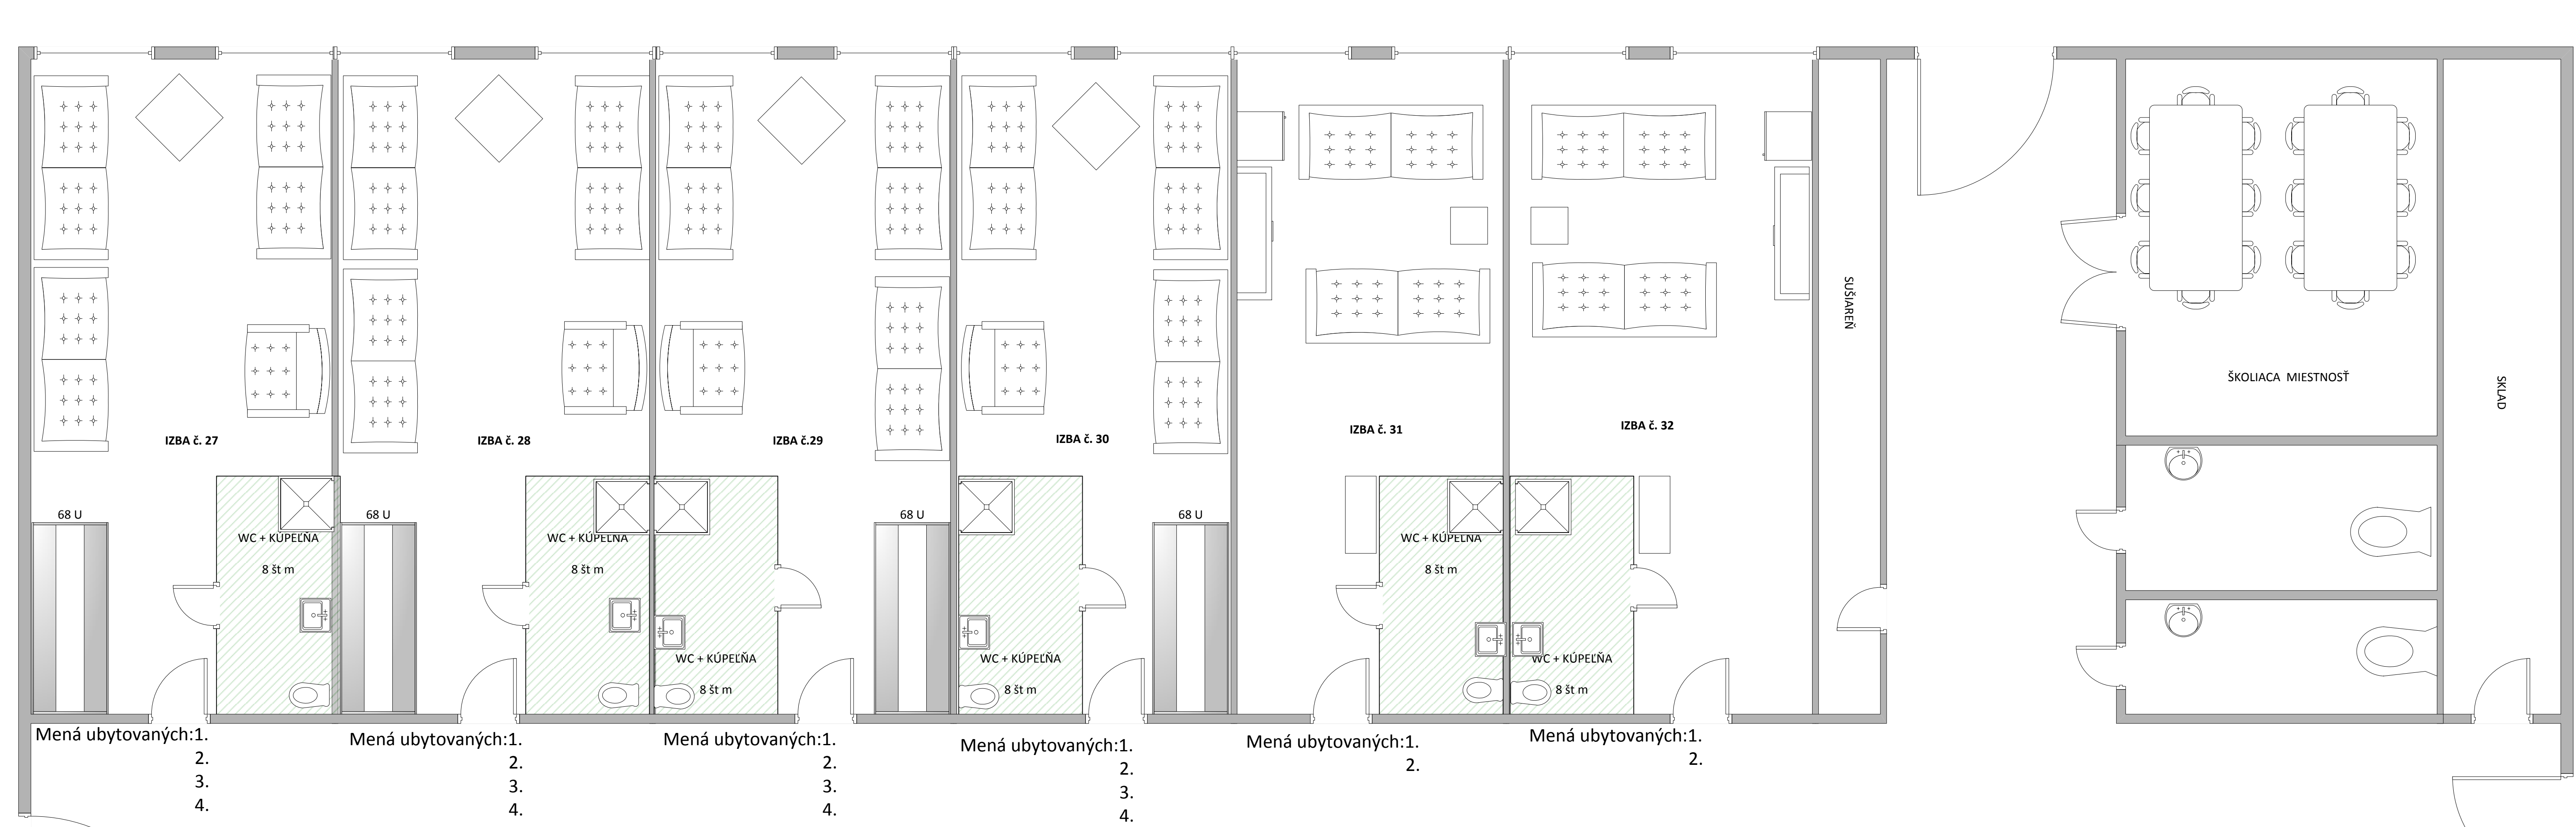 IZBA č. 27
68 U
WC + KÚPEĽŇA
8 št m
Mená ubytovaných:1.
2.
3.
4.
IZBA č. 28
68 U
WC + KÚPEĽŇA
8 št m
Mená ubytovaných:1.
2.
3.
4.
IZBA č.29
68 U
WC + KÚPEĽŇA
8 št m
Mená ubytovaných:1.
2.
3.
4.
IZBA č. 30
68 U
WC + KÚPEĽŇA
8 št m
Mená ubytovaných:1.
2.
3.
4.
IZBA č. 31
WC + KÚPEĽŇA
8 št m
Mená ubytovaných:1.
2.
IZBA č. 32
WC + KÚPEĽŇA
8 št m
Mená ubytovaných:1.
2.
SUŠIAREŇ
ŠKOLIACA MIESTNOSŤ
SKLAD